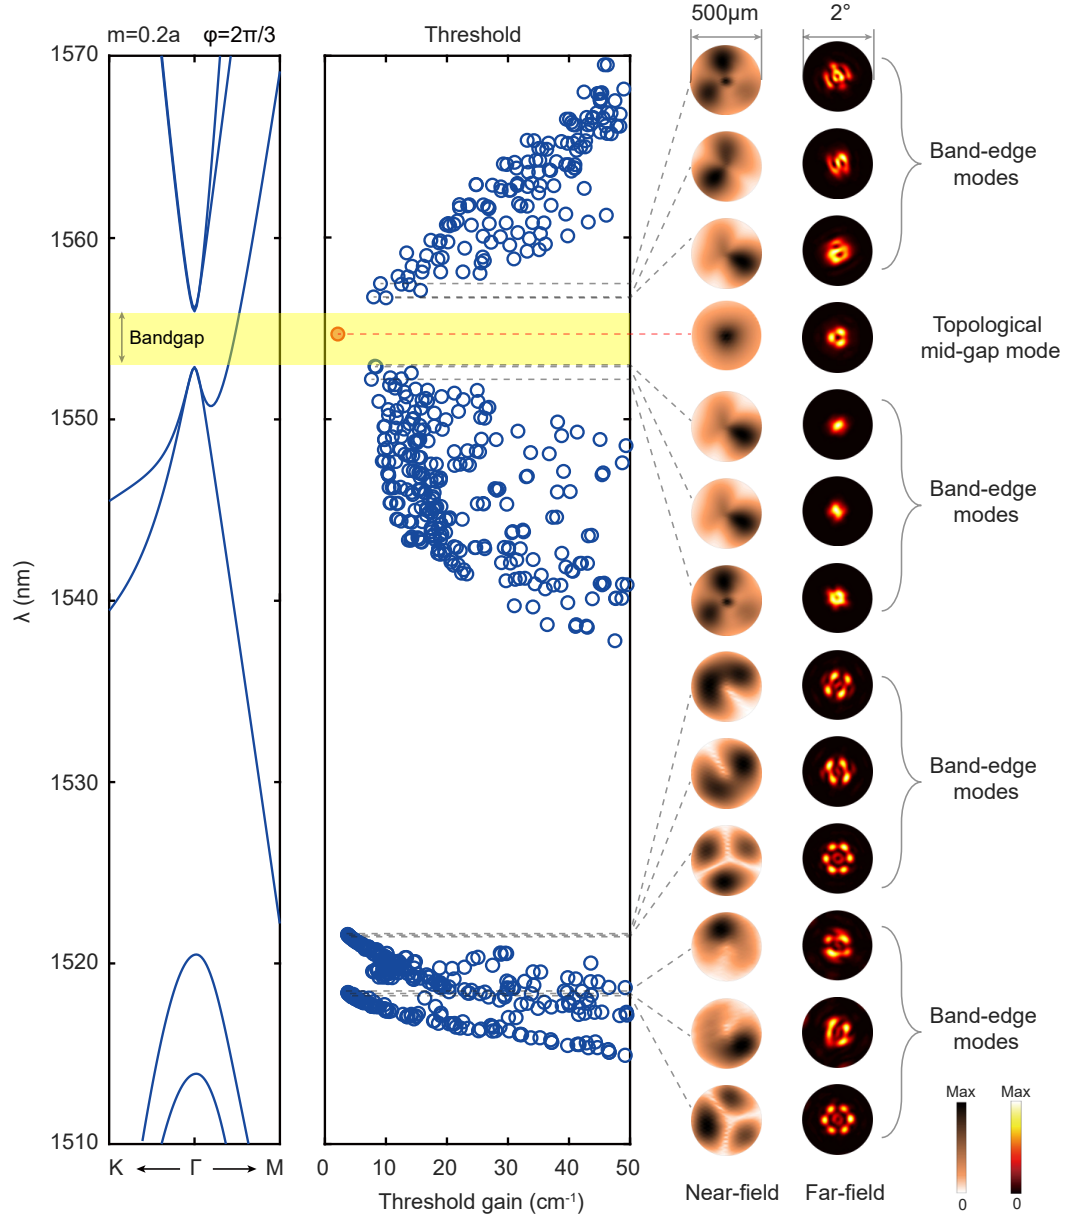 m=0.2a
φ=2π/3
Threshold
500μm
2°
1570
1560
1550
1540
1530
1520
1510
λ (nm)
Bandgap
K
Γ
M
0
10
20
30
40
50
Threshold gain (cm⁻¹)
Band-edge
modes
Topological
mid-gap mode
Band-edge
modes
Band-edge
modes
Band-edge
modes
Max
0
Max
0
Near-field
Far-field